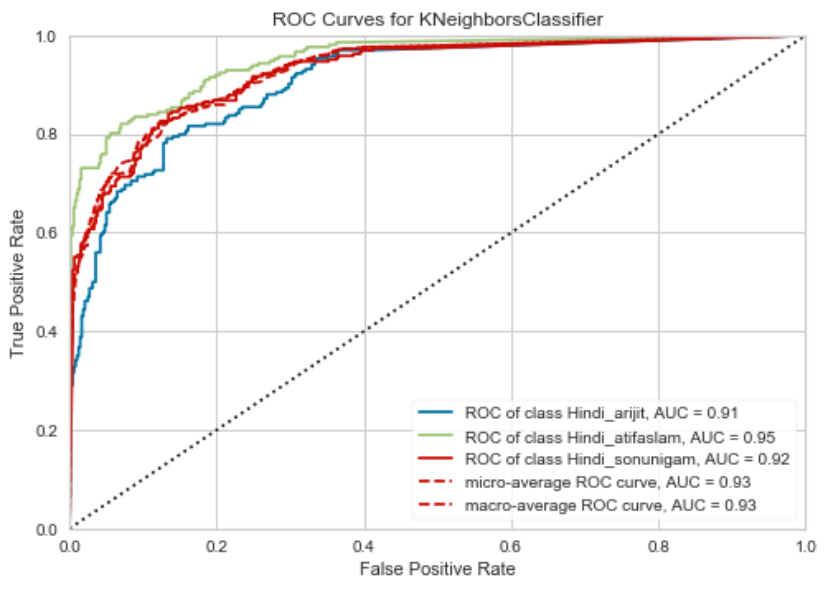 ROC Curves for KNeighborsClassifier
1.0
0.8
0.6
0.4
0.2
0.0
True Positive Rate
ROC of class Hindi_arijit, AUC = 0.91
ROC of class Hindi_atifaslam, AUC = 0.95
ROC of class Hindi_sonunigam, AUC = 0.92
micro-average ROC curve, AUC = 0.93
macro-average ROC curve, AUC = 0.93
0.0 0.2 0.4 0.6 0.8 1.0
False Positive Rate